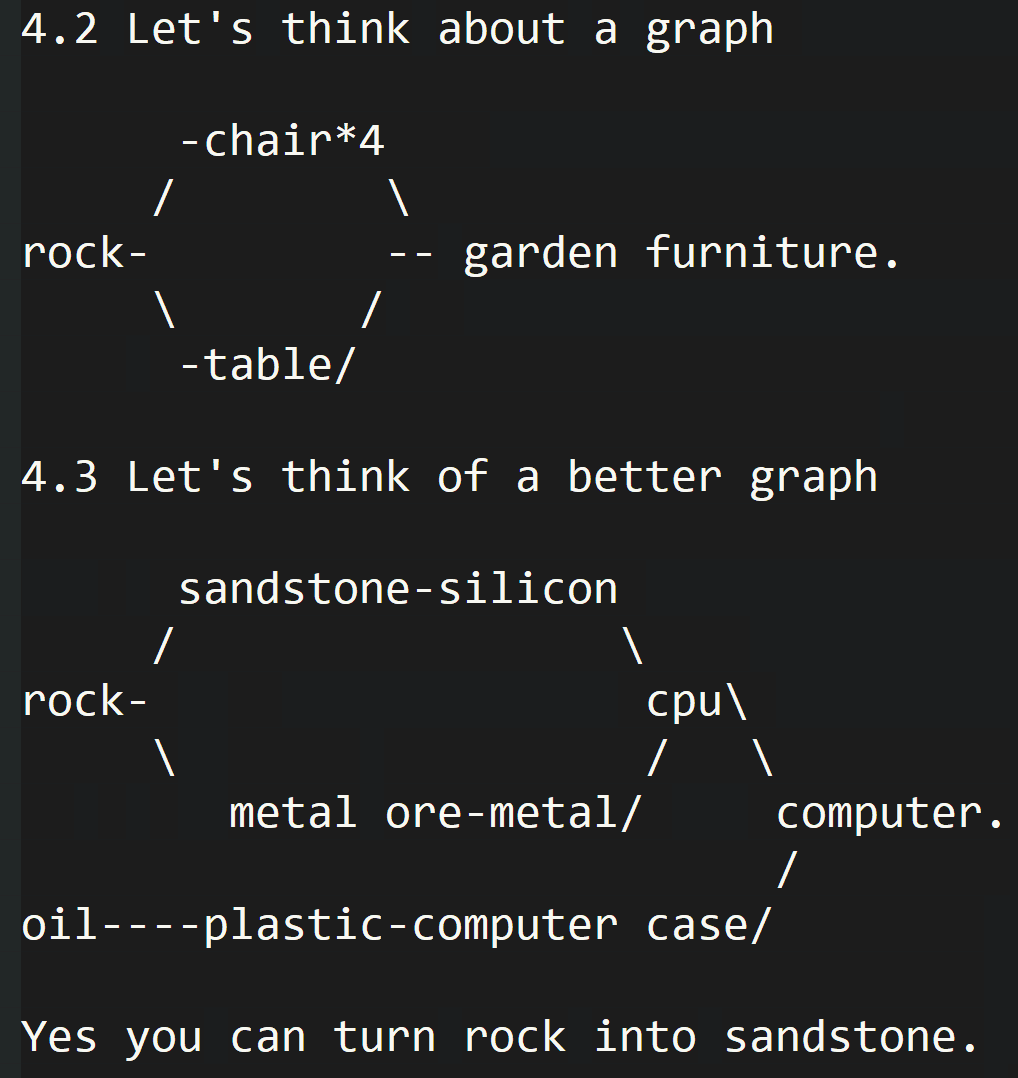 4.2 Let's think about a graph
      -chair*4
     /        \
rock-         -- garden furniture.
     \       /
      -table/
4.3 Let's think of a better graph
      sandstone-silicon
     /                 \
rock-                   cpu\
     \                  /   \
        metal ore-metal/     computer.
                             /
oil----plastic-computer case/
Yes you can turn rock into sandstone.